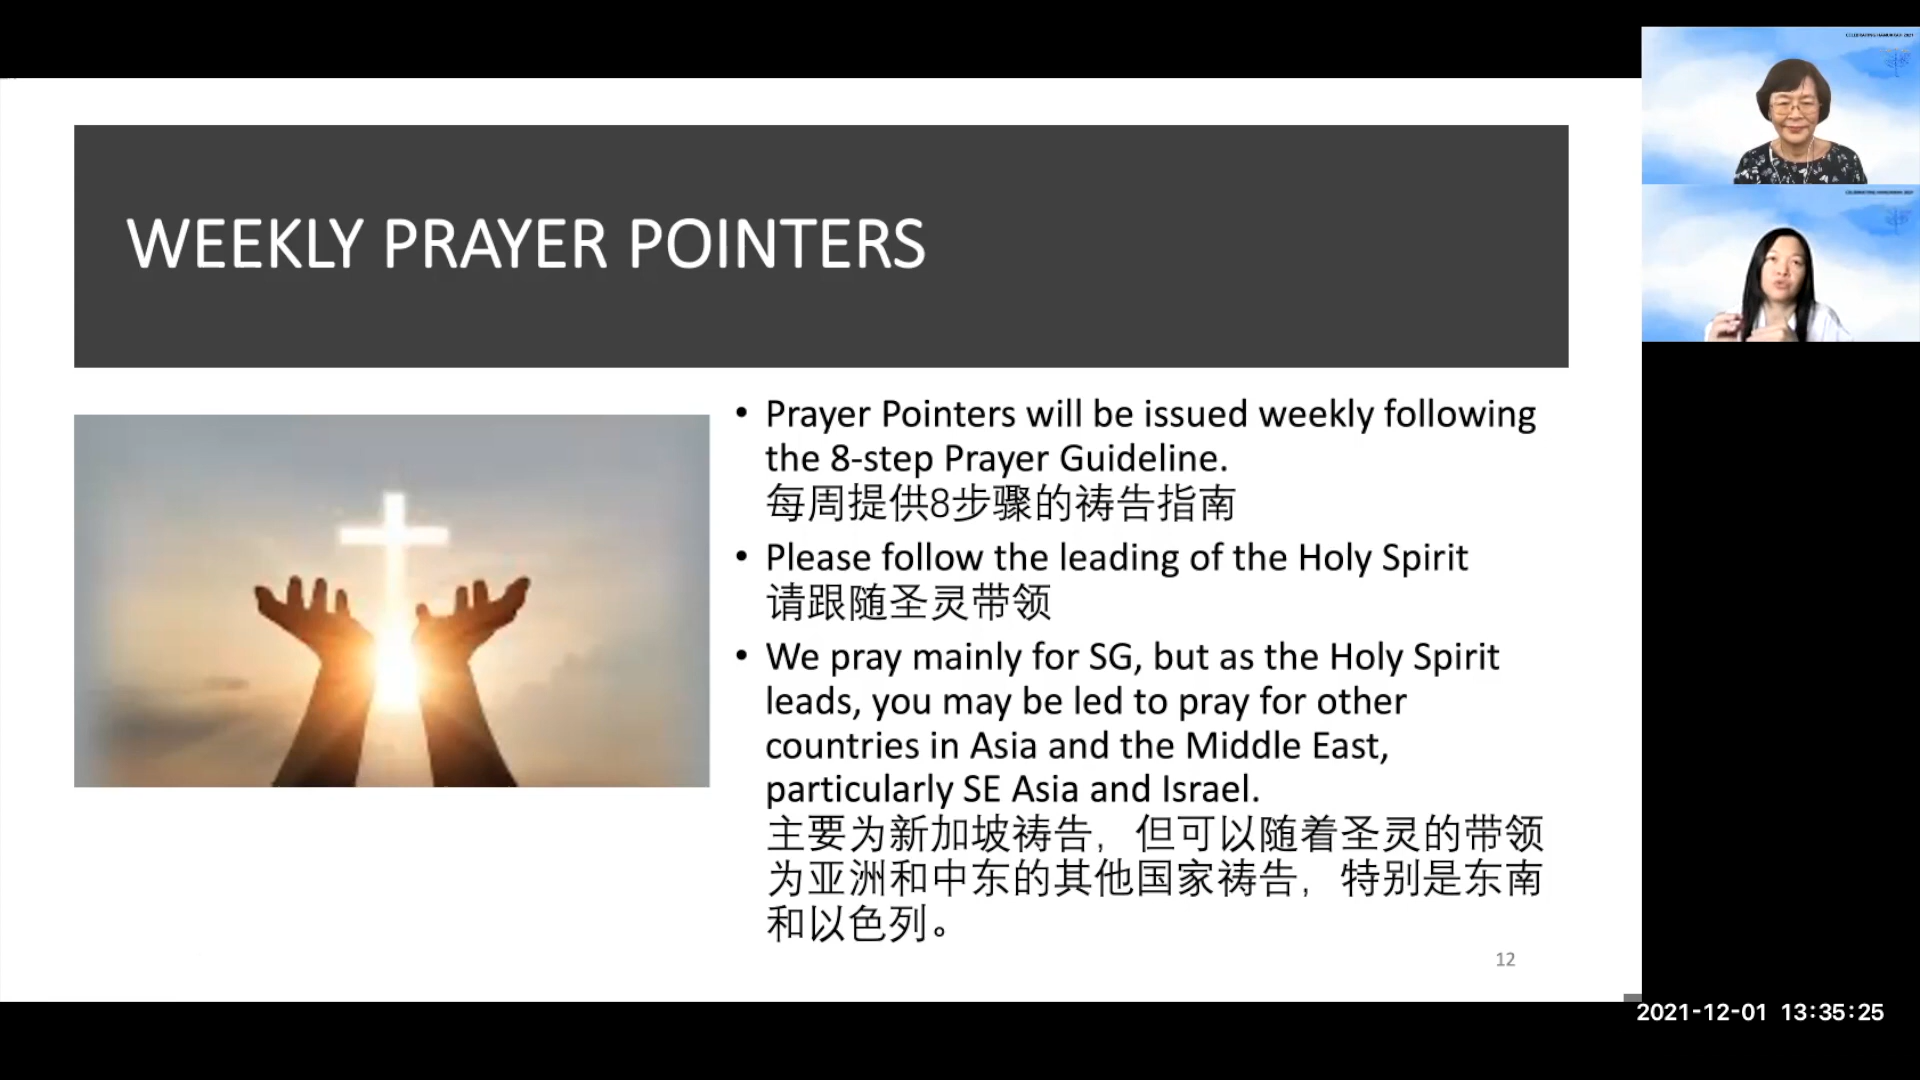 CELEBRATING HANUKKAH 2021
WEEKLY PRAYER POINTERS
• Prayer Pointers will be issued weekly following
the 8-step Prayer Guideline.
每周提供8步骤的祷告指南
• Please follow the leading of the Holy Spirit
请跟随圣灵带领
• We pray mainly for SG, but as the Holy Spirit
leads, you may be led to pray for other
countries in Asia and the Middle East,
particularly SE Asia and Israel.
主要为新加坡祷告，但可以随着圣灵的带领
为亚洲和中东的其他国家祷告，特别是东南
和以色列。
12
CELEBRATING HANUKKAH 2021
2021-12-01 13:35:25